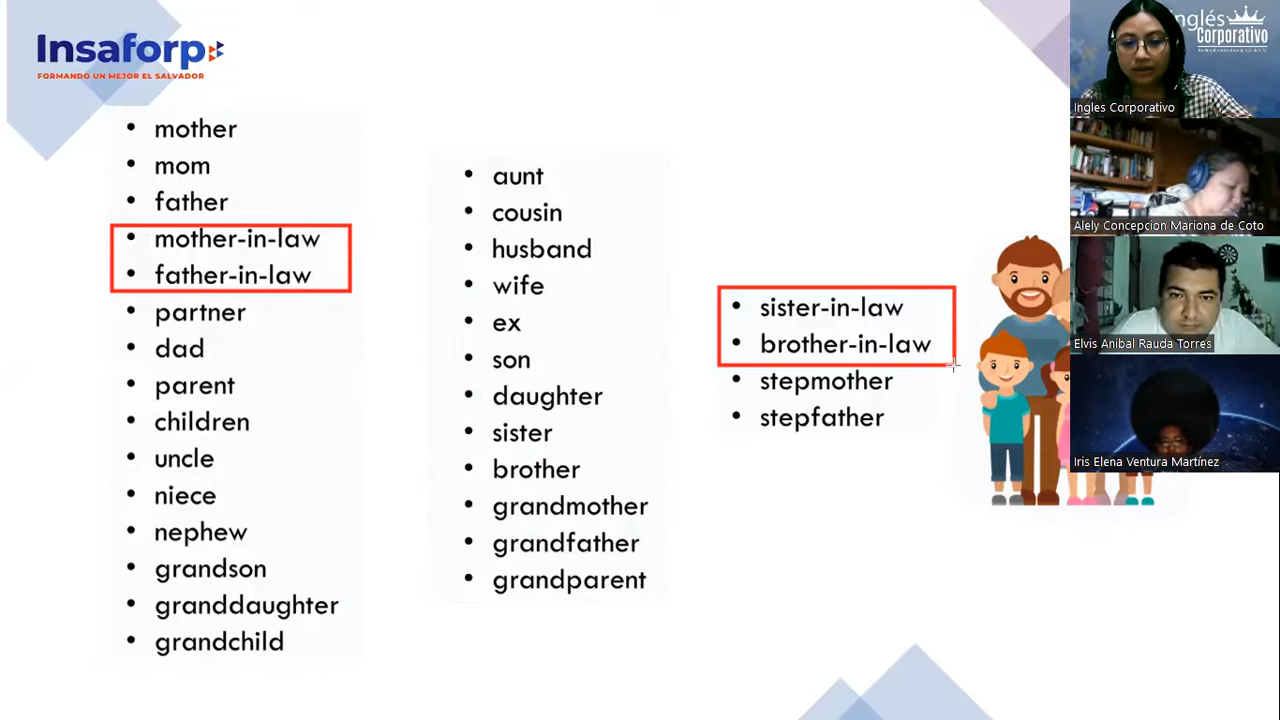 Insaforp
FORMANDO UN MEJOR EL SALVADOR
• mother
• mom
• father
• mother-in-law
• father-in-law
• partner
• dad
• parent
• children
• uncle
• niece
• nephew
• grandson
• granddaughter
• grandchild
• aunt
• cousin
• husband
• wife
• ex
• son
• daughter
• sister
• brother
• grandmother
• grandfather
• grandparent
• sister-in-law
• brother-in-law
• stepmother
• stepfather
nglés
Corporativo
Ingles Corporativo
Alely Concepcion Mariona de Coto
Elvis Anibal Rauda Torres
Iris Elena Ventura Martínez